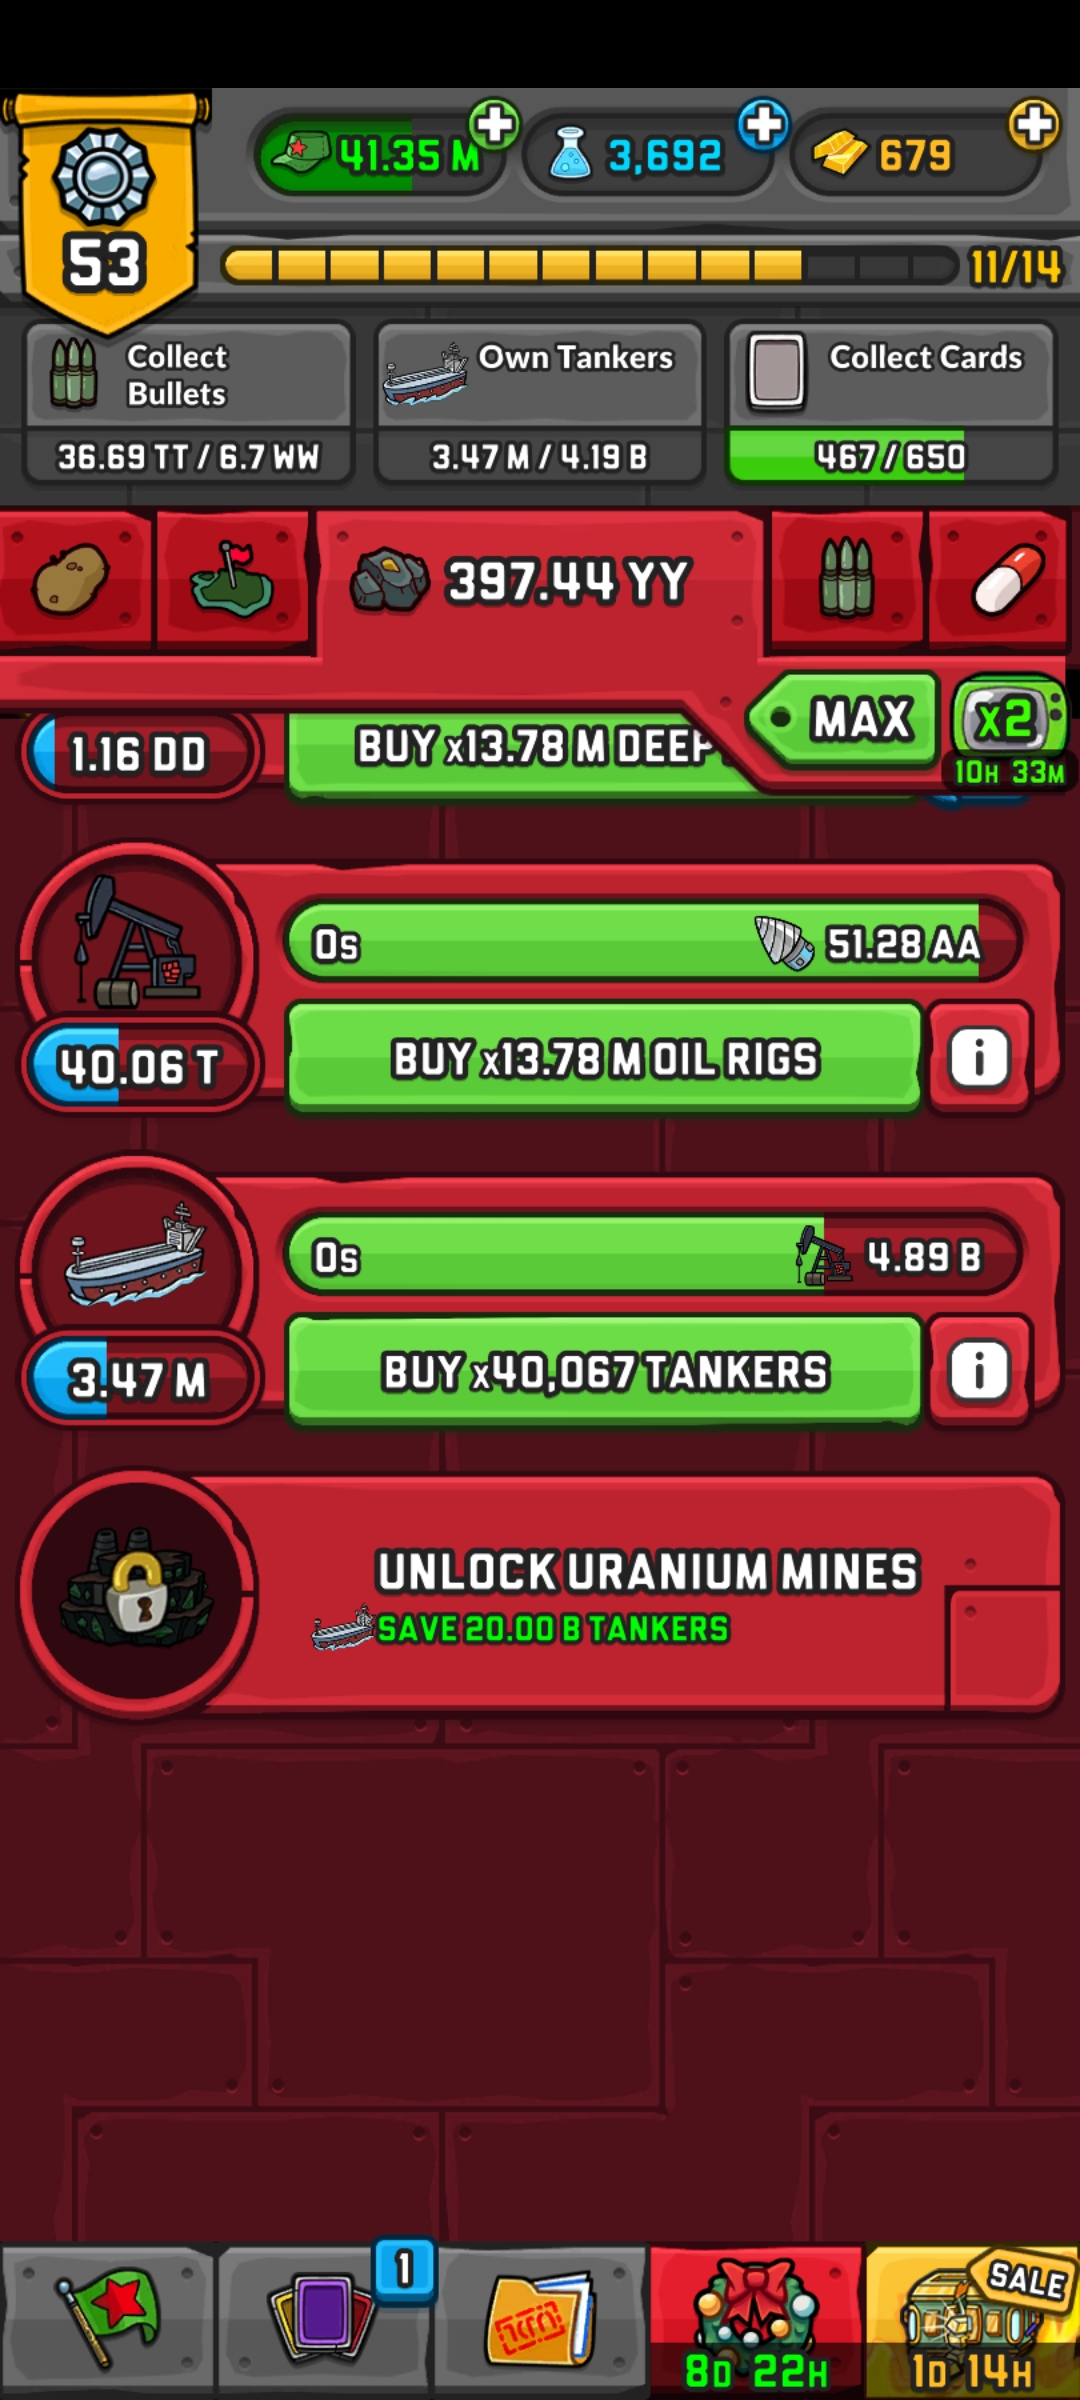 41.35 M
3,692
679
53
11/14
Collect
Bullets
Own Tankers
Collect Cards
36.69 TT / 6.7 WW
3.47 M / 4.19 B
467 / 650
397.44 YY
MAX
x2
10H 33M
1.16 DD
BUY x13.78 M DEEP
0s
51.28 AA
40.06 T
BUY x13.78 M OIL RIGS
i
0s
4.89 B
3.47 M
BUY x40,067 TANKERS
i
UNLOCK URANIUM MINES
SAVE 20.00 B TANKERS
1
SALE
8D 22H
1D 14H